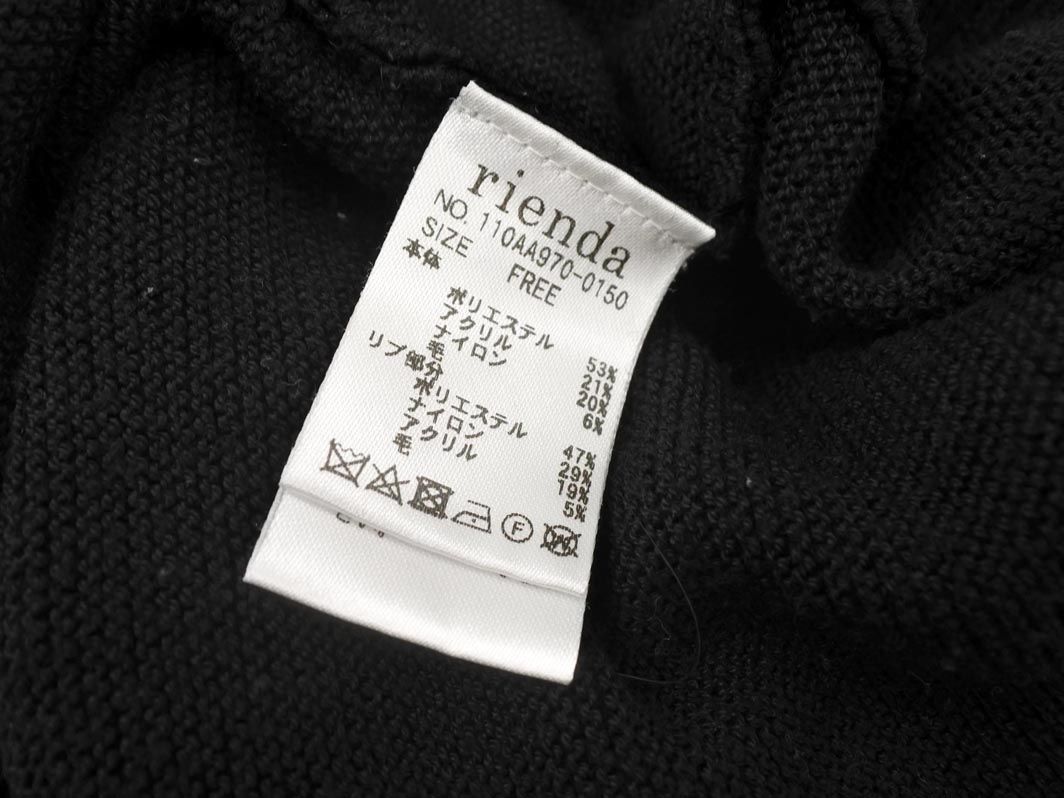 rienda
NO. 110AA970-0150
SIZE FREE
本体
ポリエステル 53%
アクリル 21%
ナイロン 20%
毛 6%
リブ部分
ポリエステル 47%
ナイロン 29%
アクリル 19%
毛 5%
F W